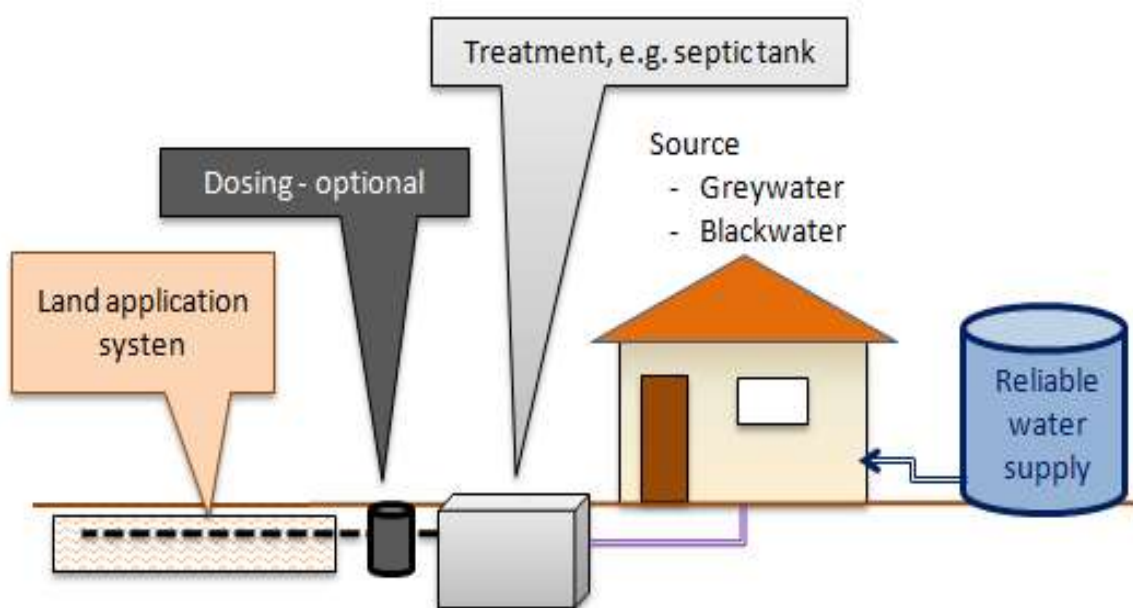 Treatment, e.g. septic tank
Source
- Greywater
- Blackwater
Dosing - optional
Land application
systen
Reliable
water
supply